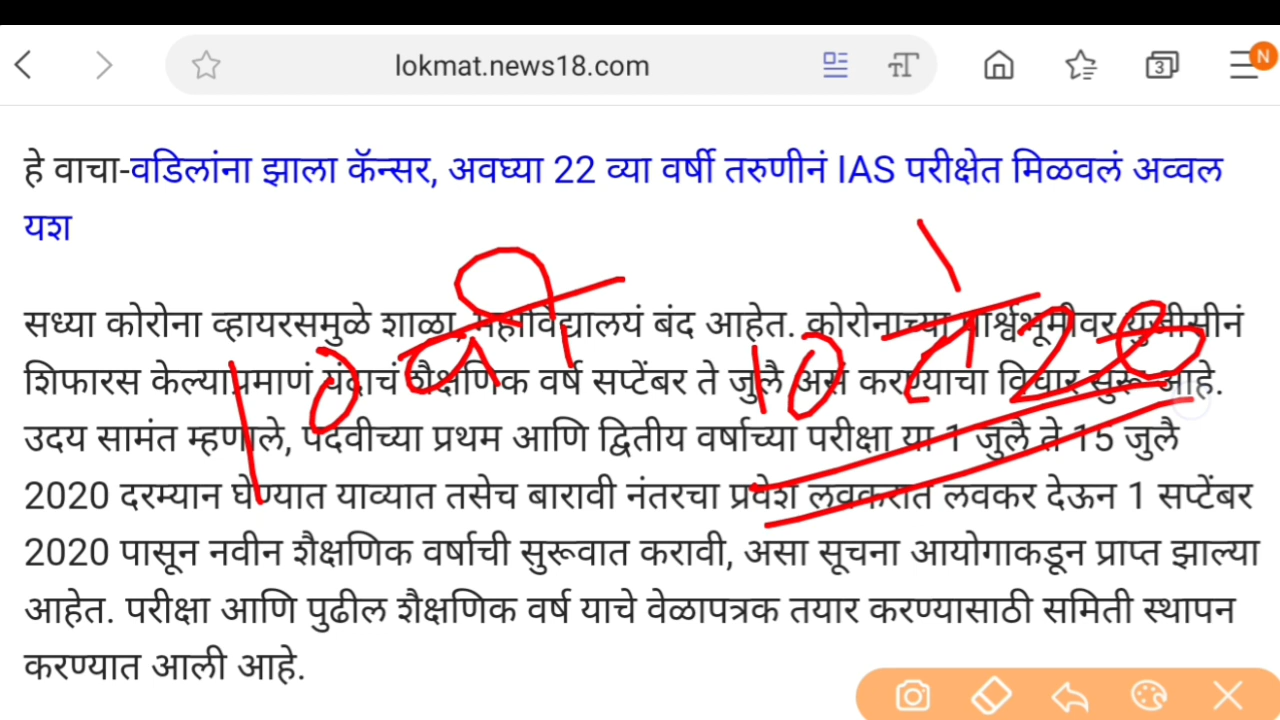 lokmat.news18.com
3
N
हे वाचा-वडिलांना झाला कॅन्सर, अवघ्या 22 व्या वर्षी तरुणीनं IAS परीक्षेत मिळवलं अव्वल
यश
सध्या कोरोना व्हायरसमुळे शाळा, महाविद्यालयं बंद आहेत. कोरोनाच्या पार्श्वभूमीवर युजीसीनं
शिफारस केल्याप्रमाणं यंदाचं शैक्षणिक वर्ष सप्टेंबर ते जुलै असं करण्याचा विचार सुरू आहे.
उदय सामंत म्हणाले, पदवीच्या प्रथम आणि द्वितीय वर्षाच्या परीक्षा या 1 जुलै ते 15 जुलै
2020 दरम्यान घेण्यात याव्यात तसेच बारावी नंतरचा प्रवेश लवकरात लवकर देऊन 1 सप्टेंबर
2020 पासून नवीन शैक्षणिक वर्षाची सुरूवात करावी, असा सूचना आयोगाकडून प्राप्त झाल्या
आहेत. परीक्षा आणि पुढील शैक्षणिक वर्ष याचे वेळापत्रक तयार करण्यासाठी समिती स्थापन
करण्यात आली आहे.
10 वी
10 ते 20